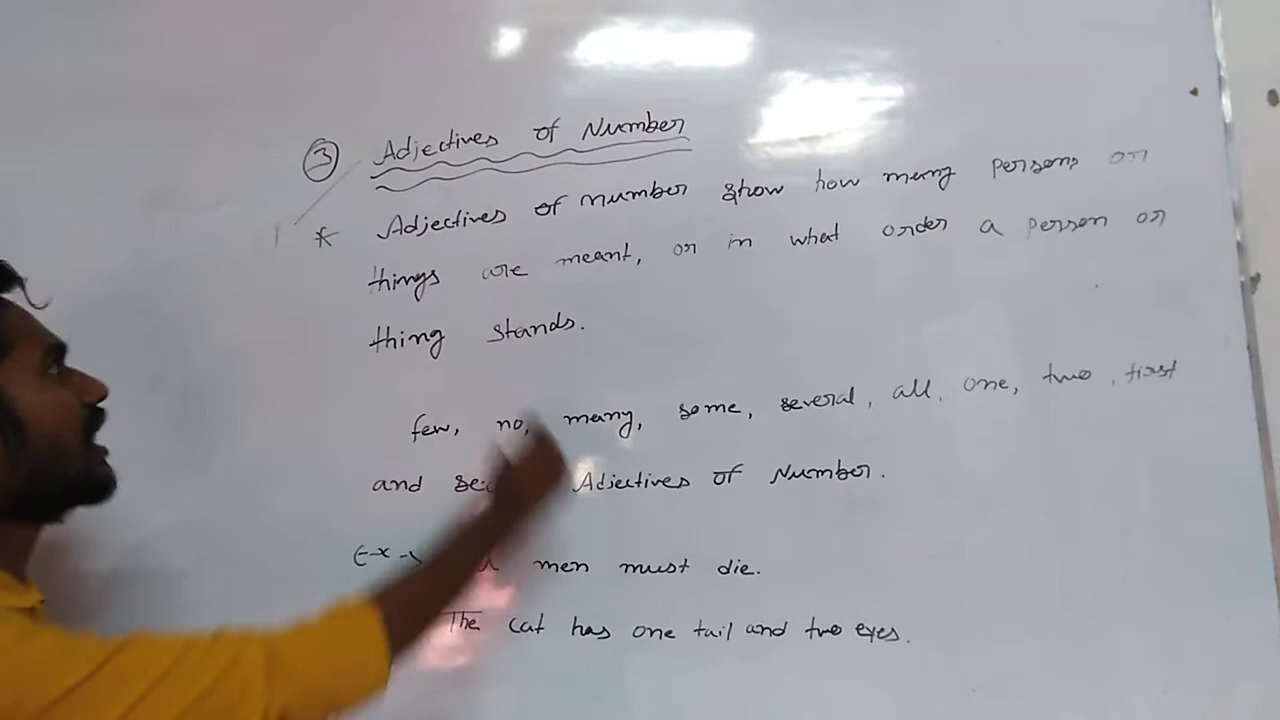 ③ Adjectives of Number
* Adjectives of number show how many persons or
things are meant, or in what order a person or
thing stands.
few, no, many, some, several, all, one, two, first
and Adjectives of Number.
Ex → men must die.
The cat has one tail and two eyes.